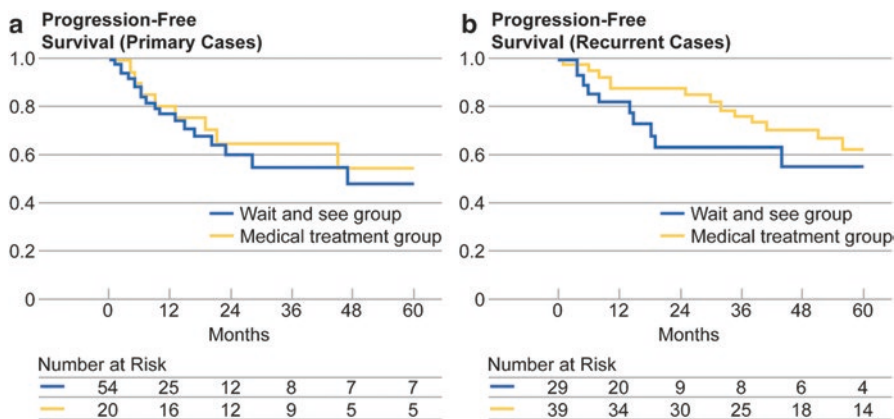 a Progression-Free
Survival (Primary Cases)
1.0
0.8
0.6
0.4
0.2
0
Wait and see group
Medical treatment group
0 12 24 36 48 60
Months
Number at Risk
54 25 12 8 7 7
20 16 12 9 5 5
b Progression-Free
Survival (Recurrent Cases)
1.0
0.8
0.6
0.4
0.2
0
Wait and see group
Medical treatment group
0 12 24 36 48 60
Months
Number at Risk
29 20 9 8 6 4
39 34 30 25 18 14